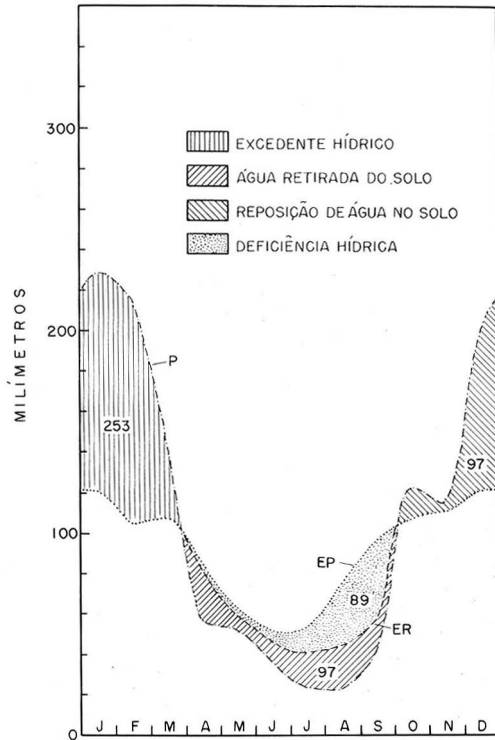 300
EXCEDENTE HÍDRICO
ÁGUA RETIRADA DO SOLO
REPOSIÇÃO DE ÁGUA NO SOLO
DEFICIÊNCIA HÍDRICA
MILÍMETROS
200
P
253
97
100
EP
89
ER
97
0
J F M A M J J A S O N D